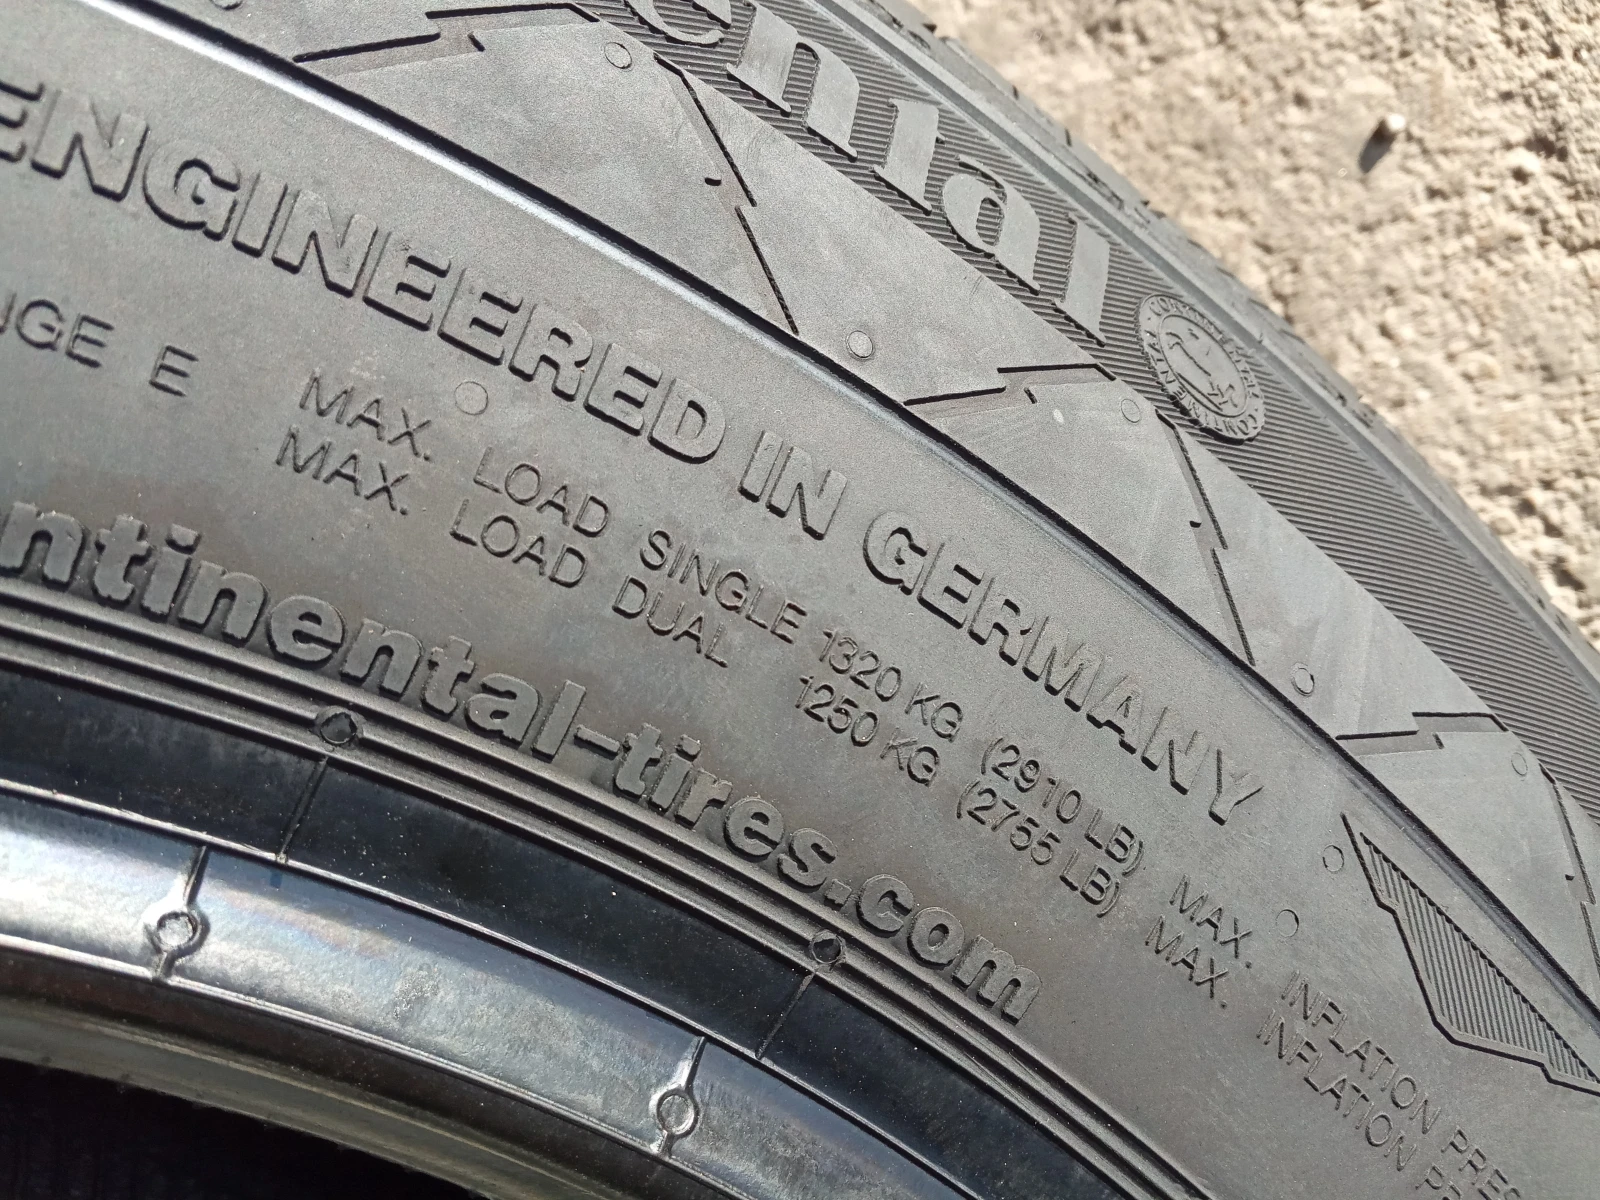 ENGINEERED IN GERMANY
E MAX. LOAD SINGLE 1320 KG (2910 LB) MAX. INFLATION
MAX. LOAD DUAL 1250 KG (2755 LB) MAX. INFLATION
ntinental-tires.com